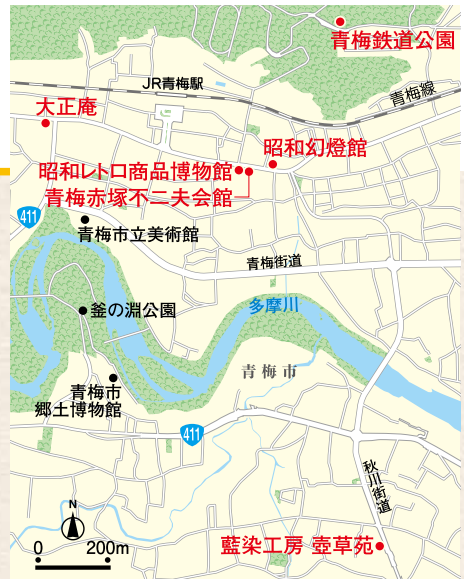 青梅鉄道公園
JR青梅駅
青梅線
大正庵
昭和幻燈館
昭和レトロ商品博物館
青梅赤塚不二夫会館
411
青梅市立美術館
青梅街道
釜の淵公園
多摩川
青梅市
青梅市
郷土博物館
411
秋川街道
藍染工房 壺草苑
N
0 200m